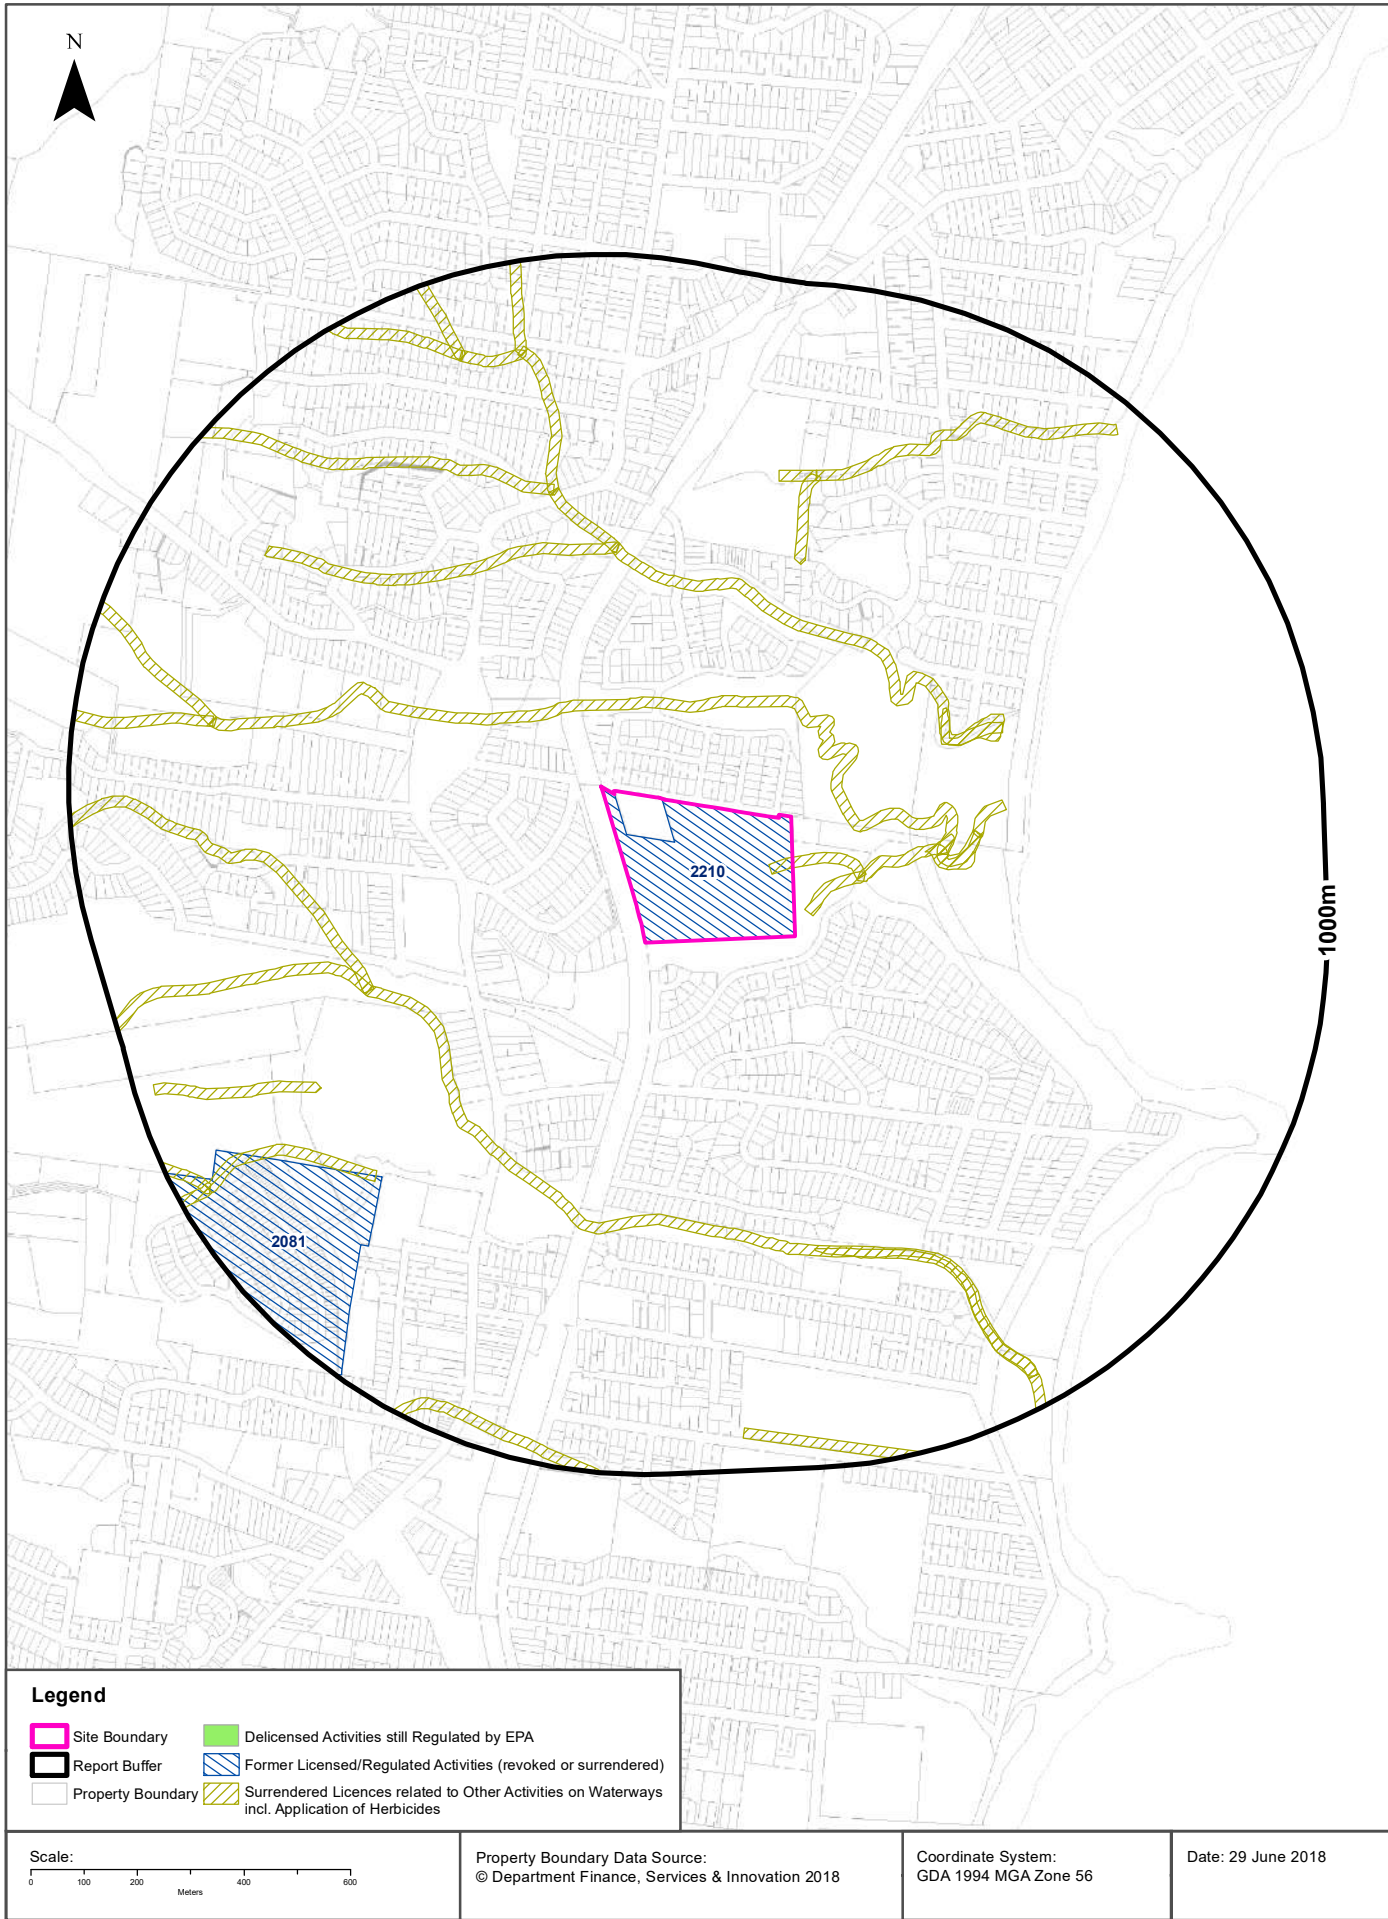 N
2210
1000m
2081
Legend
Site Boundary
Report Buffer
Property Boundary
Delicensed Activities still Regulated by EPA
Former Licensed/Regulated Activities (revoked or surrendered)
Surrendered Licences related to Other Activities on Waterways
incl. Application of Herbicides
Scale:
0 100 200 400 600
Meters
Property Boundary Data Source:
© Department Finance, Services & Innovation 2018
Coordinate System:
GDA 1994 MGA Zone 56
Date: 29 June 2018